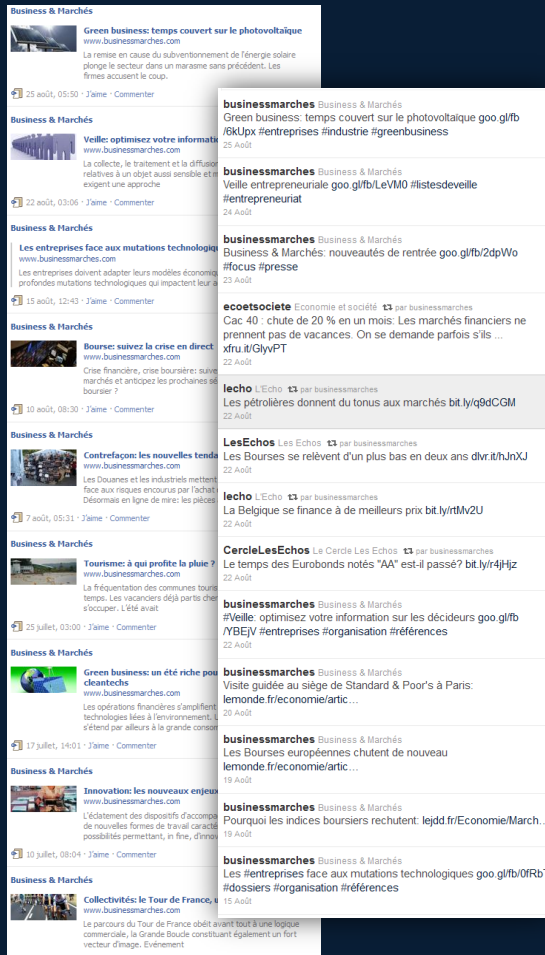 Business & Marchés
Green business: temps couvert sur le photovoltaïque
www.businessmarches.com
La remise en cause du subventionnement de l'énergie solaire
plonge le secteur dans un marasme sans précédent. Les
firmes accusent le coup.
25 août, 05:50 · J'aime · Commenter
Business & Marchés
Veille: optimisez votre informati
www.businessmarches.com
La collecte, le traitement et la diffusion
relatives à un objet aussi sensible et m
exigent une approche
22 août, 03:06 · J'aime · Commenter
Business & Marchés
Les entreprises face aux mutations technologiqu
www.businessmarches.com
Les entreprises doivent adapter leurs modèles économiq
profondes mutations technologiques qui impactent leur a
15 août, 12:43 · J'aime · Commenter
Business & Marchés
Bourse: suivez la crise en direct
www.businessmarches.com
Crise financière, crise boursière: suive
marchés et anticipez les prochaines sé
boursier ?
10 août, 08:30 · J'aime · Commenter
Business & Marchés
Contrefaçon: les nouvelles tenda
www.businessmarches.com
Les Douanes et les industriels mettent
face aux risques encourus par l'achat
Désormais en ligne de mire: les pièces
7 août, 05:31 · J'aime · Commenter
Business & Marchés
Tourisme: à qui profite la pluie ?
www.businessmarches.com
La fréquentation des communes touris
temps. Les vacanciers déjà partis cher
s'occuper. L'été avait
25 juillet, 03:00 · J'aime · Commenter
Business & Marchés
Green business: un été riche pou
cleantechs
www.businessmarches.com
Les opérations financières s'amplifient
technologies liées à l'environnement. L
s'étend par ailleurs à la grande consom
17 juillet, 14:01 · J'aime · Commenter
Business & Marchés
Innovation: les nouveaux enjeux
www.businessmarches.com
L'éclatement des dispositifs d'accompa
de nouvelles formes de travail caracté
possibilités permettant, in fine, d'innov
10 juillet, 08:04 · J'aime · Commenter
Business & Marchés
Collectivités: le Tour de France, u
www.businessmarches.com
Le parcours du Tour de France obéit avant tout à une logique
commerciale, la Grande Boucle constituant également un fort
vecteur d'image. Evénement
businessmarches Business & Marchés
Green business: temps couvert sur le photovoltaïque goo.gl/fb
/6kUpx #entreprises #industrie #greenbusiness
25 Août
businessmarches Business & Marchés
Veille entrepreneuriale goo.gl/fb/LeVM0 #listesdeveille
#entrepreneuriat
24 Août
businessmarches Business & Marchés
Business & Marchés: nouveautés de rentrée goo.gl/fb/2dpWo
#focus #presse
23 Août
ecoetsociete Economie et société par businessmarches
Cac 40 : chute de 20 % en un mois: Les marchés financiers ne
prennent pas de vacances. On se demande parfois s'ils ...
xfru.it/GlyvPT
22 Août
lecho L'Echo par businessmarches
Les pétrolières donnent du tonus aux marchés bit.ly/q9dCGM
22 Août
LesEchos Les Echos par businessmarches
Les Bourses se relèvent d'un plus bas en deux ans dlvr.it/hJnXJ
22 Août
lecho L'Echo par businessmarches
La Belgique se finance à de meilleurs prix bit.ly/rtMv2U
22 Août
CercleLesEchos Le Cercle Les Echos par businessmarches
Le temps des Eurobonds notés "AA" est-il passé? bit.ly/r4jHjz
22 Août
businessmarches Business & Marchés
#Veille: optimisez votre information sur les décideurs goo.gl/fb
/YBEjV #entreprises #organisation #références
22 Août
businessmarches Business & Marchés
Visite guidée au siège de Standard & Poor's à Paris:
lemonde.fr/economie/artic...
20 Août
businessmarches Business & Marchés
Les Bourses européennes chutent de nouveau
lemonde.fr/economie/artic...
19 Août
businessmarches Business & Marchés
Pourquoi les indices boursiers rechutent: lejdd.fr/Economie/March...
19 Août
businessmarches Business & Marchés
Les #entreprises face aux mutations technologiques goo.gl/fb/0fRbT
#dossiers #organisation #références
15 Août